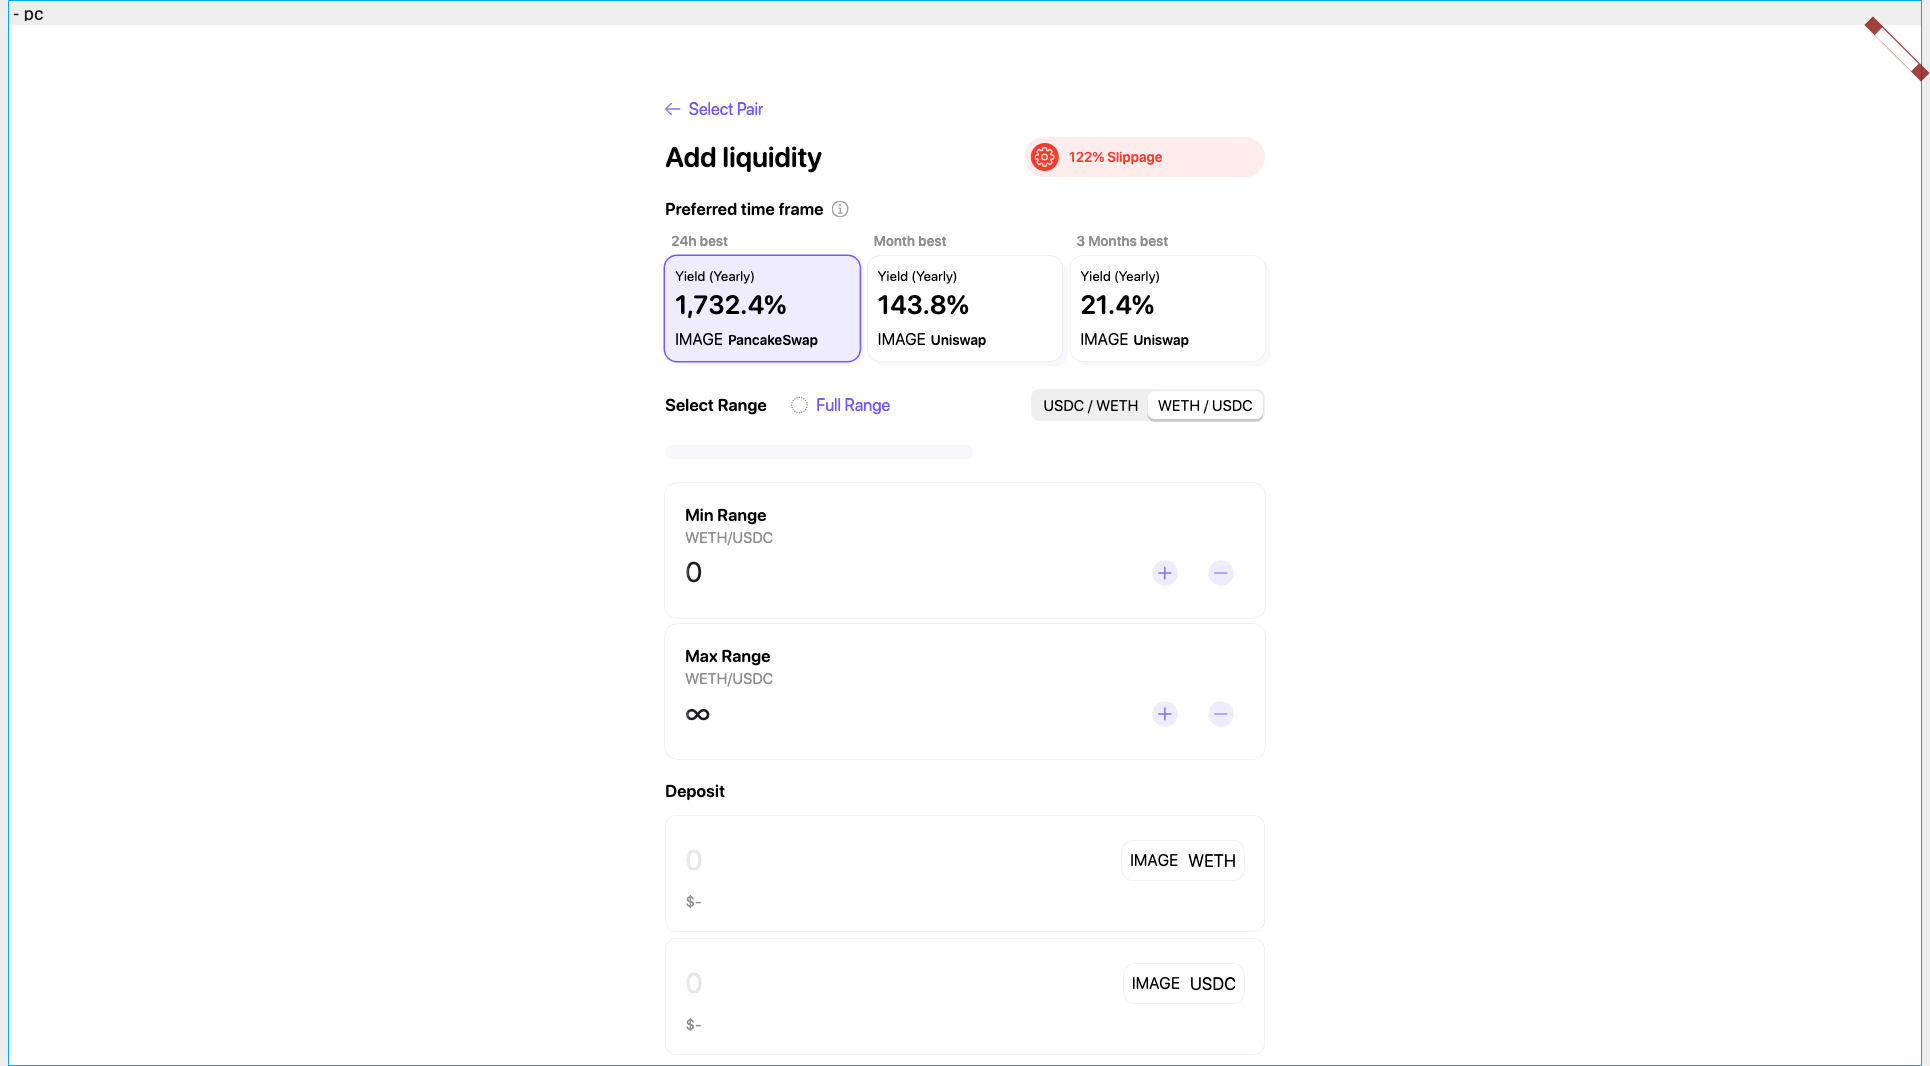 - pc
Select Pair
Add liquidity
122% Slippage
Preferred time frame
24h best
Month best
3 Months best
Yield (Yearly)
1,732.4%
IMAGE PancakeSwap
Yield (Yearly)
143.8%
IMAGE Uniswap
Yield (Yearly)
21.4%
IMAGE Uniswap
Select Range
Full Range
USDC / WETH
WETH / USDC
Min Range
WETH/USDC
0
Max Range
WETH/USDC
∞
Deposit
0
IMAGE WETH
$-
0
IMAGE USDC
$-